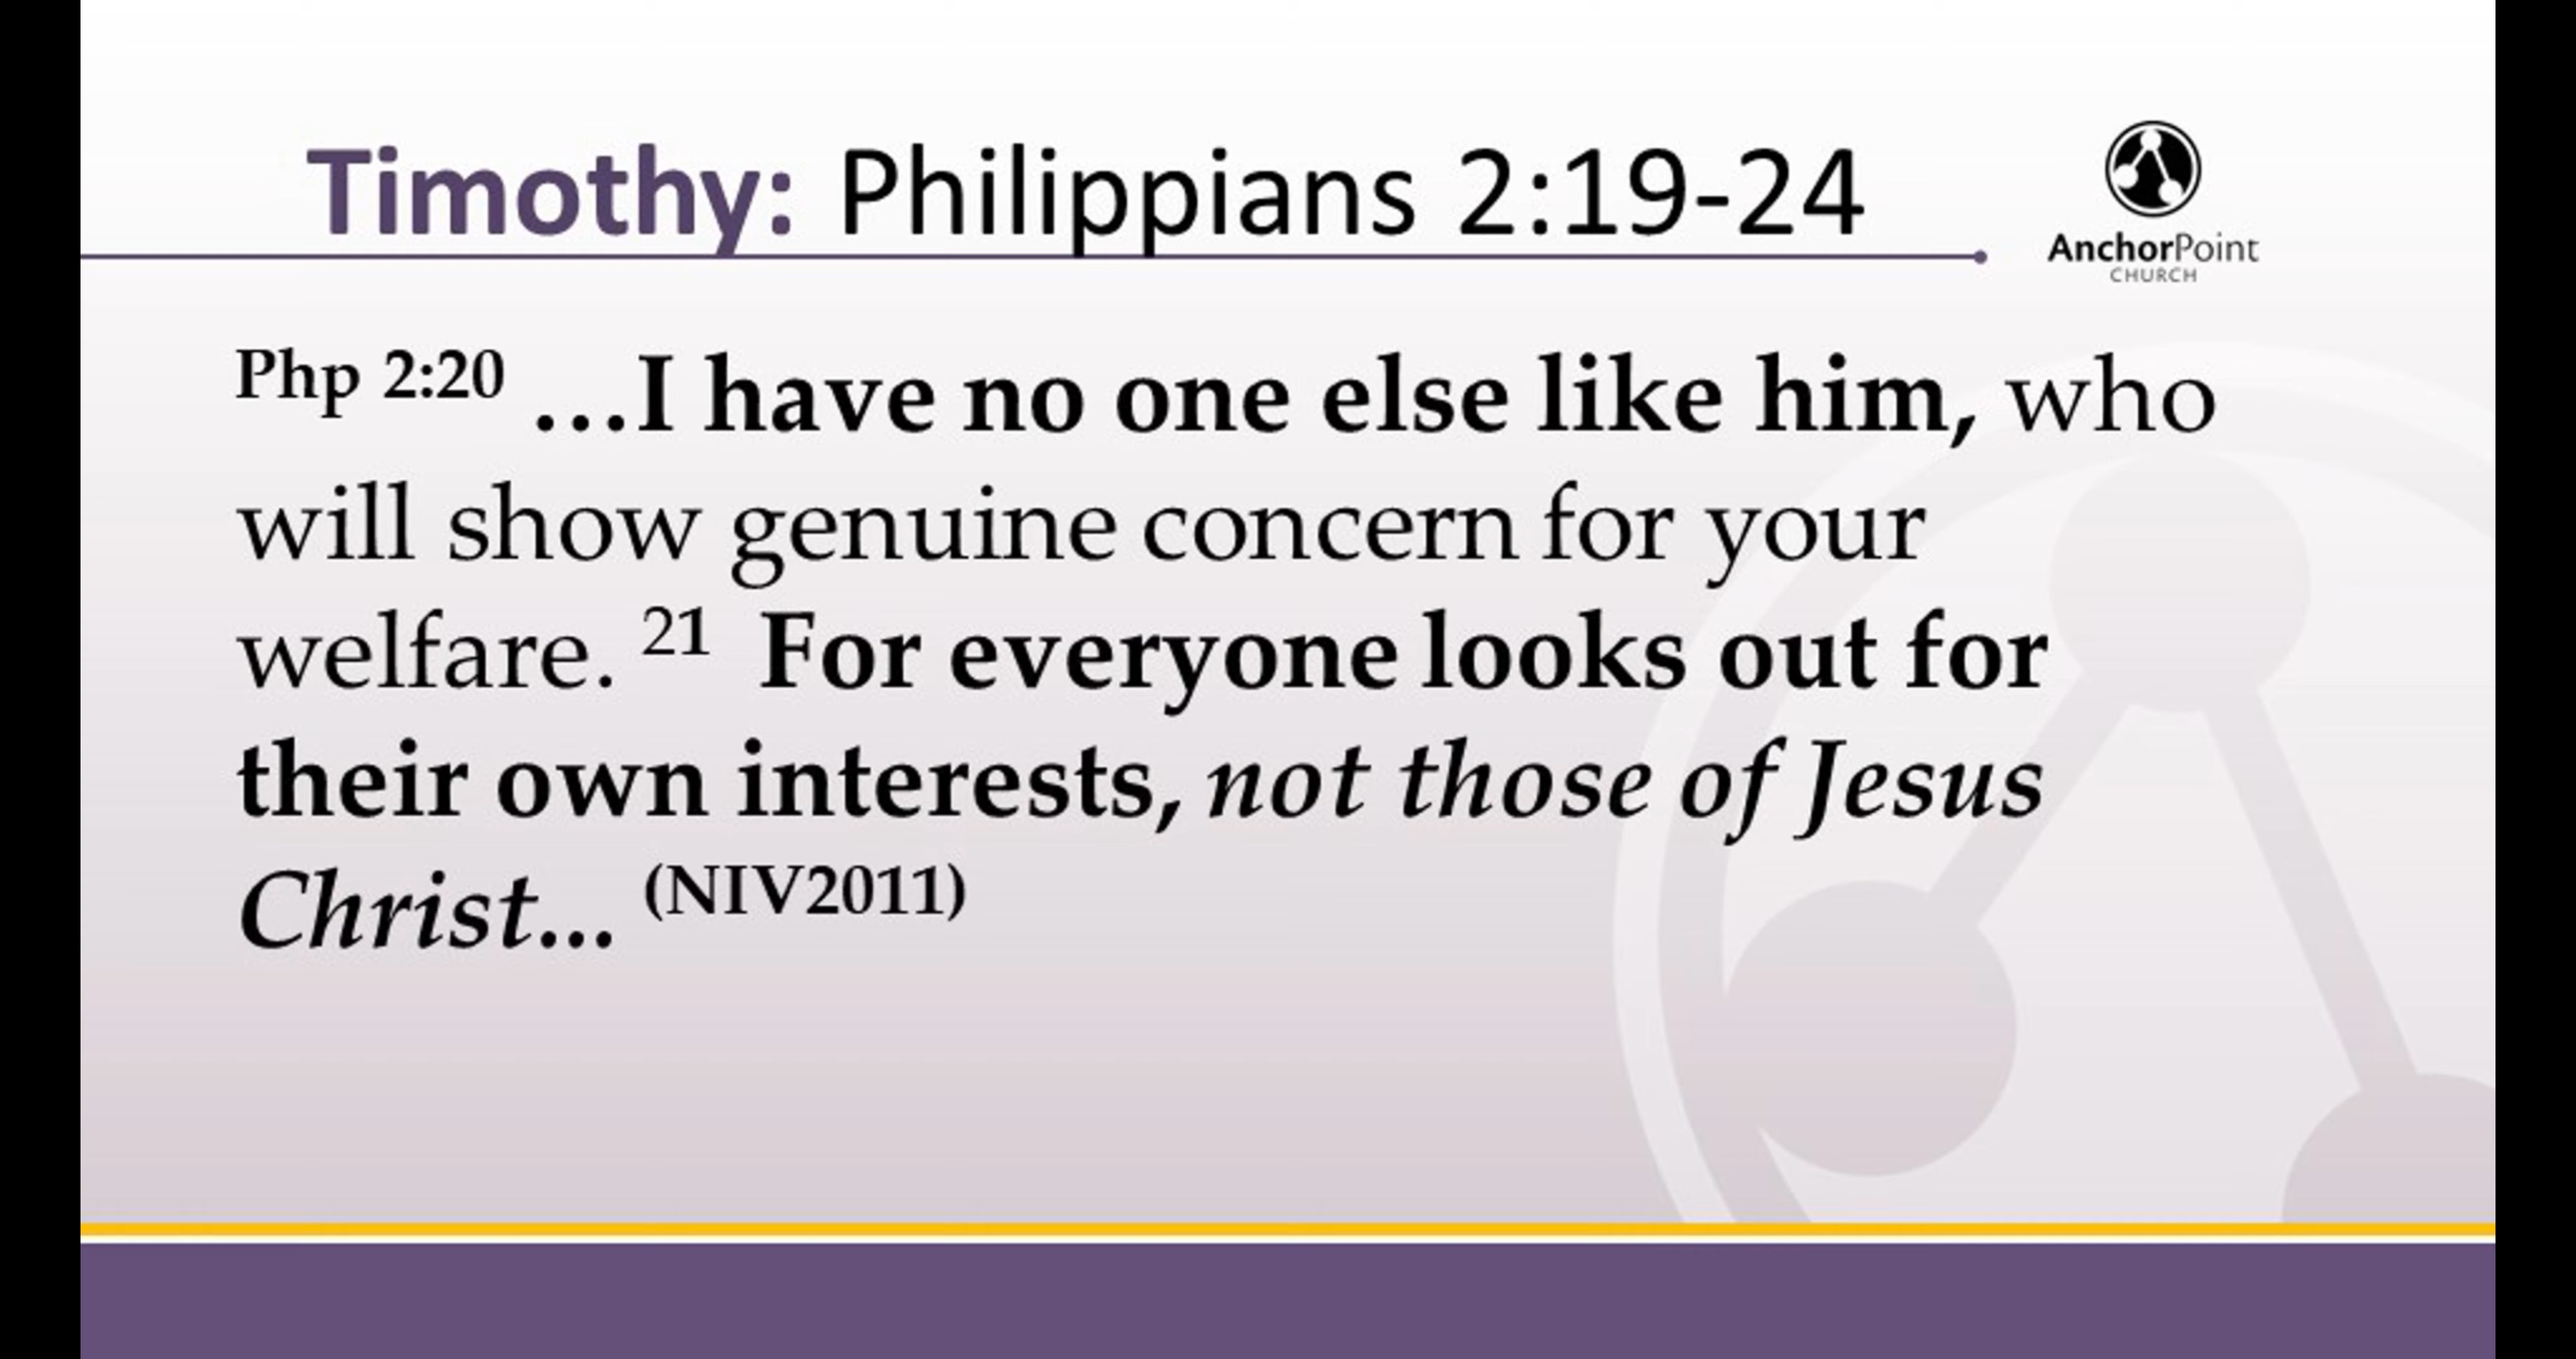 Timothy: Philippians 2:19-24
AnchorPoint
CHURCH
Php 2:20 ...I have no one else like him, who
will show genuine concern for your
welfare. 21 For everyone looks out for
their own interests, not those of Jesus
Christ... (NIV2011)